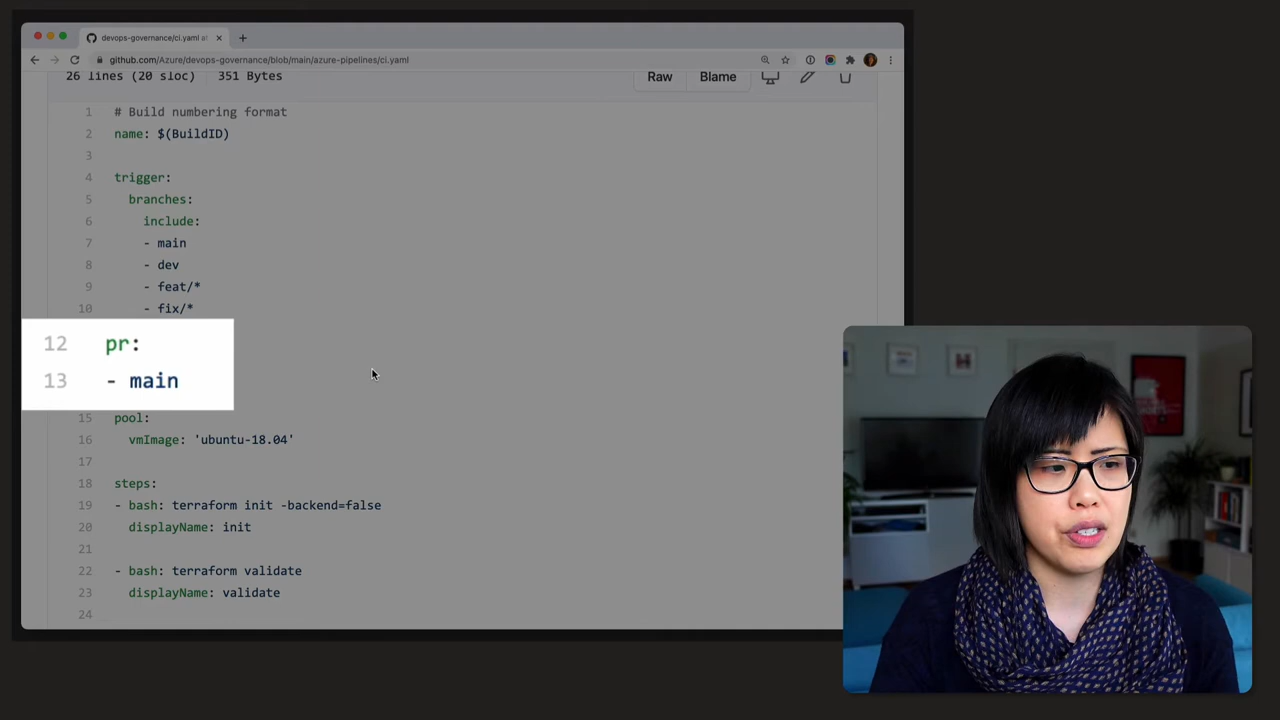 devops-governance/ci.yaml at
github.com/Azure/devops-governance/blob/main/azure-pipelines/ci.yaml
26 lines (20 sloc) 351 Bytes
Raw Blame
1 # Build numbering format
2 name: $(BuildID)
3
4 trigger:
5 branches:
6 include:
7 - main
8 - dev
9 - feat/*
10 - fix/*
12 pr:
13 - main
15 pool:
16 vmImage: 'ubuntu-18.04'
17
18 steps:
19 - bash: terraform init -backend=false
20 displayName: init
21
22 - bash: terraform validate
23 displayName: validate
24